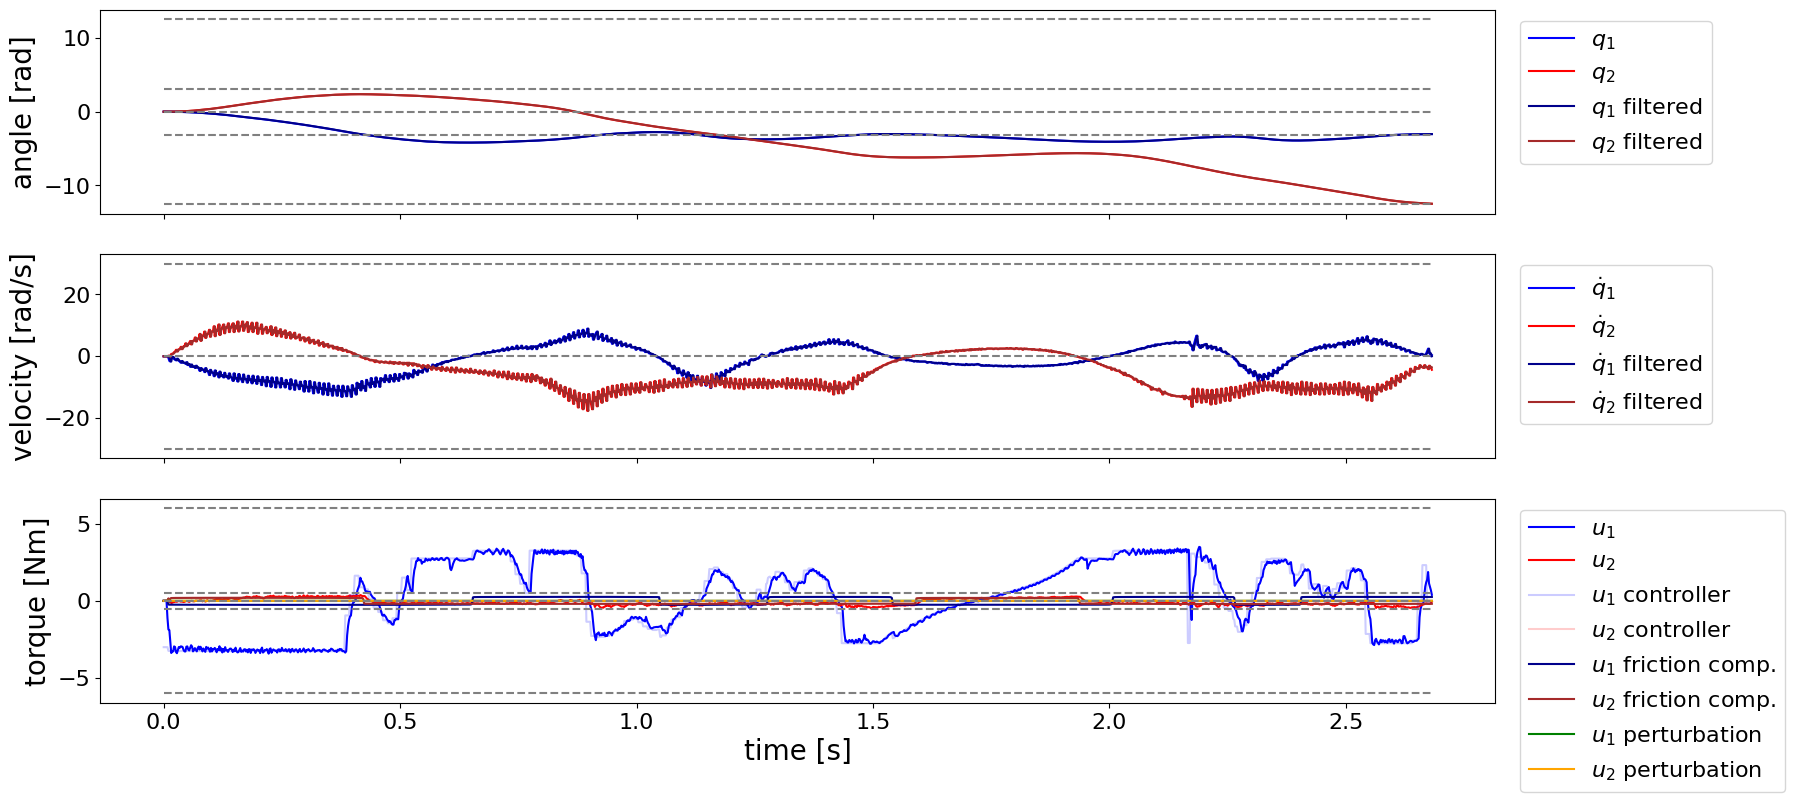 angle [rad]
10
0
−10
q₁
q₂
q₁ filtered
q₂ filtered
velocity [rad/s]
20
0
−20
q̇₁
q̇₂
q̇₁ filtered
q̇₂ filtered
torque [Nm]
5
0
−5
0.0 0.5 1.0 1.5 2.0 2.5
time [s]
u₁
u₂
u₁ controller
u₂ controller
u₁ friction comp.
u₂ friction comp.
u₁ perturbation
u₂ perturbation